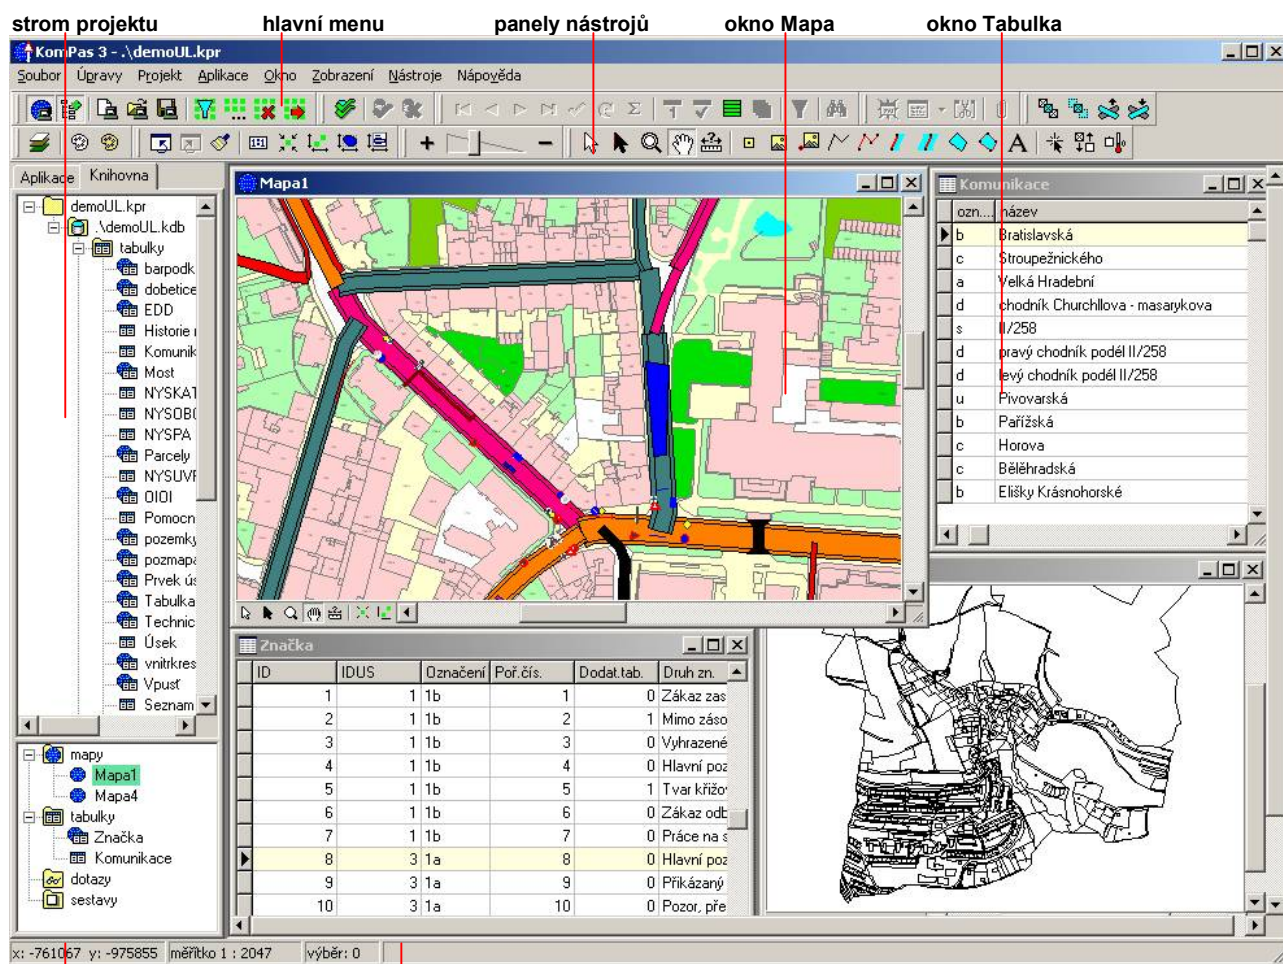 strom projektu hlavní menu panely nástrojů okno Mapa okno Tabulka
KomPas 3 - .\demoUL.kpr
Soubor Úpravy Projekt Aplikace Okno Zobrazení Nástroje Nápověda
Aplikace Knihovna
demoUL.kpr
.\demoUL.kdb
tabulky
barpodk
dobetice
EDD
Historie
Komunik
Most
NYSKAT
NYSOBC
NYSPA
Parcely
NYSUVF
OIOI
Pomocn
pozemky
pozmapa
Prvek ús
Tabulka
Technic
Úsek
vnitrkres
Vpusť
Seznam
mapy
Mapa1
Mapa4
tabulky
Značka
Komunikace
dotazy
sestavy
Mapa1
Komunikace
ozn... název
b Bratislavská
c Stroupežnického
a Velká Hradební
d chodník Churchllova - masarykova
s II/258
d pravý chodník podél II/258
d levý chodník podél II/258
u Pivovarská
b Pařížská
c Horova
c Bělěhradská
b Elišky Krásnohorské
Značka
ID IDUS Označení Poř.čís. Dodat.tab. Druh zn.
1 1 1b 1 0 Zákaz zas
2 1 1b 2 1 Mimo záso
3 1 1b 3 0 Vyhrazené
4 1 1b 4 0 Hlavní poz
5 1 1b 5 1 Tvar křižo
6 1 1b 6 0 Zákaz odb
7 1 1b 7 0 Práce na s
8 3 1a 8 0 Hlavní poz
9 3 1a 9 0 Přikázaný
10 3 1a 10 0 Pozor, pře
x: -761067 y: -975855 měřítko 1 : 2047 výběr: 0